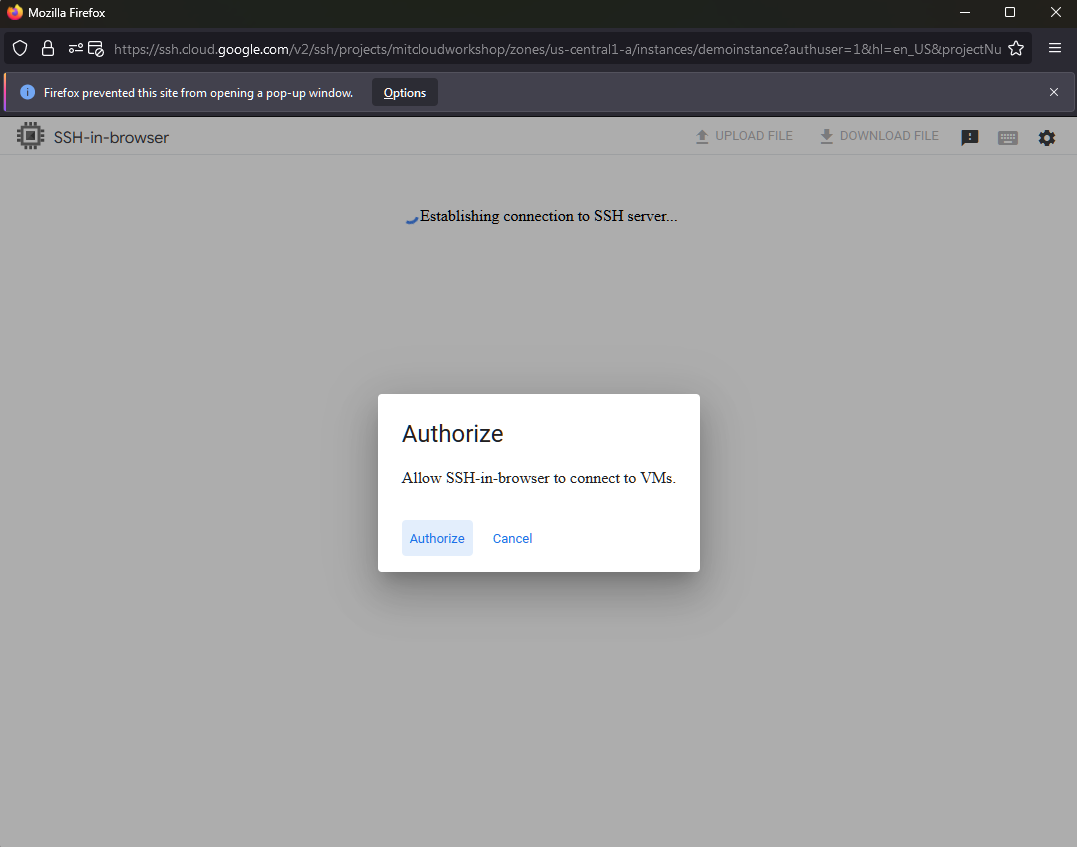 Mozilla Firefox
https://ssh.cloud.google.com/v2/ssh/projects/mitcloudworkshop/zones/us-central1-a/instances/demoinstance?authuser=1&hl=en_US&projectNu
Firefox prevented this site from opening a pop-up window. Options
SSH-in-browser UPLOAD FILE DOWNLOAD FILE
Establishing connection to SSH server...
Authorize
Allow SSH-in-browser to connect to VMs.
Authorize Cancel